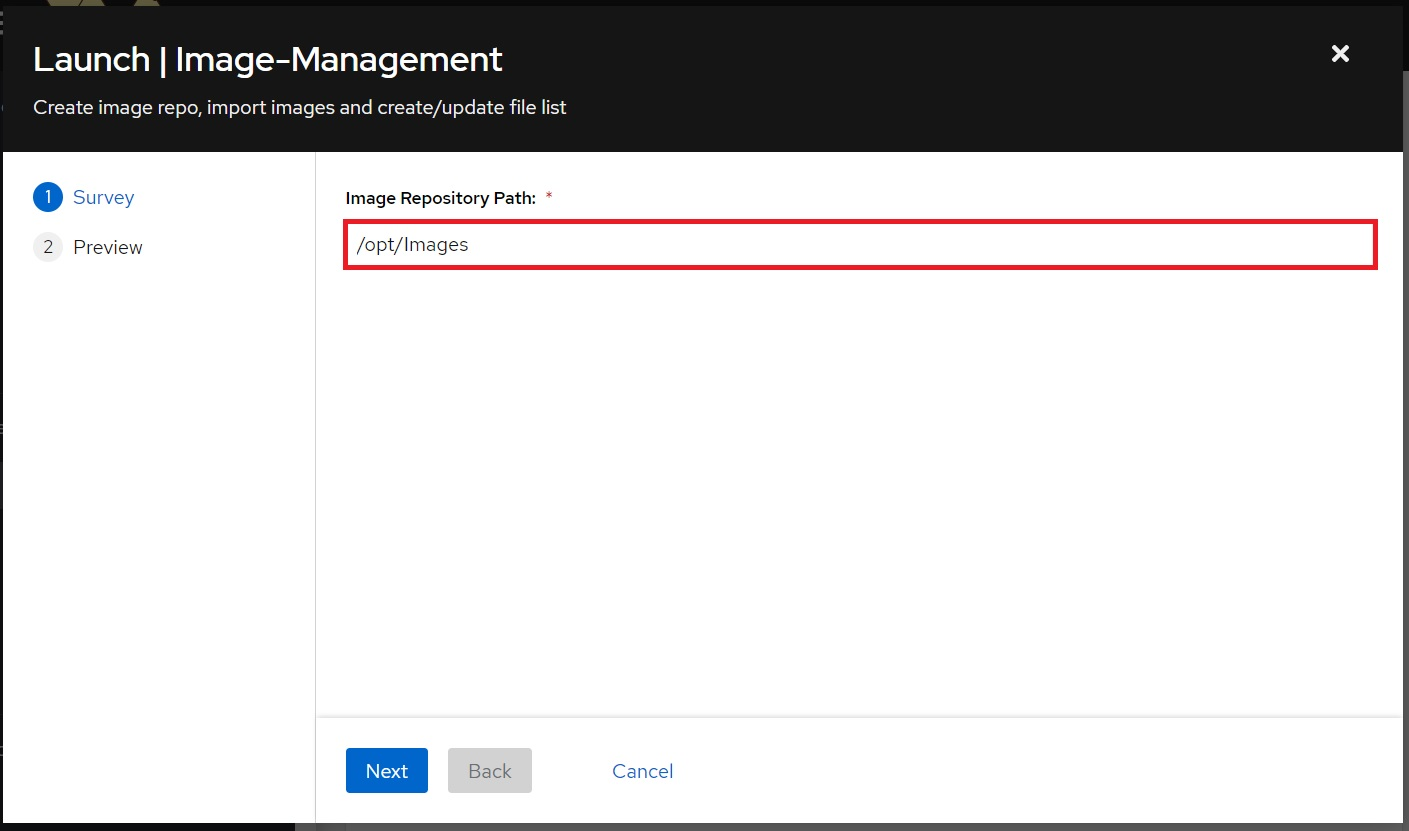 Launch | Image-Management
Create image repo, import images and create/update file list
1 Survey
2 Preview
Image Repository Path: *
/opt/Images
Next Back Cancel